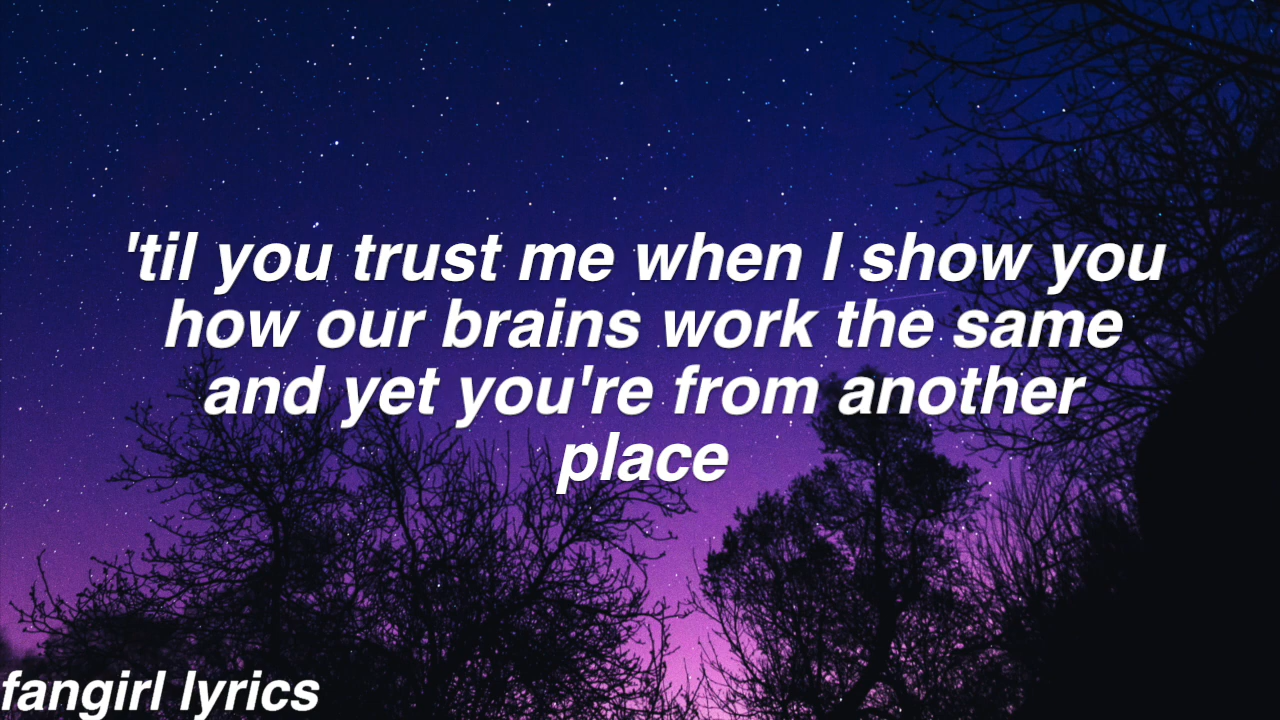 'til you trust me when I show you
how our brains work the same
and yet you're from another
place
fangirl lyrics